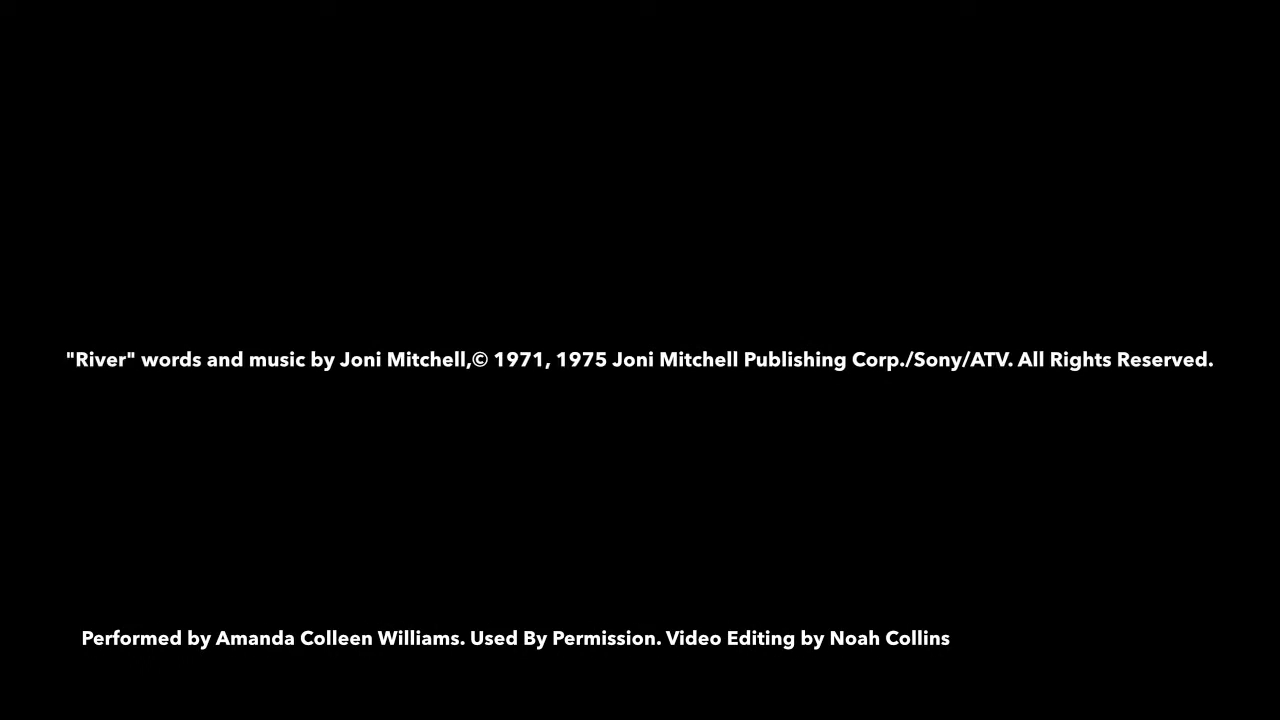 "River" words and music by Joni Mitchell,© 1971, 1975 Joni Mitchell Publishing Corp./Sony/ATV. All Rights Reserved.
Performed by Amanda Colleen Williams. Used By Permission. Video Editing by Noah Collins